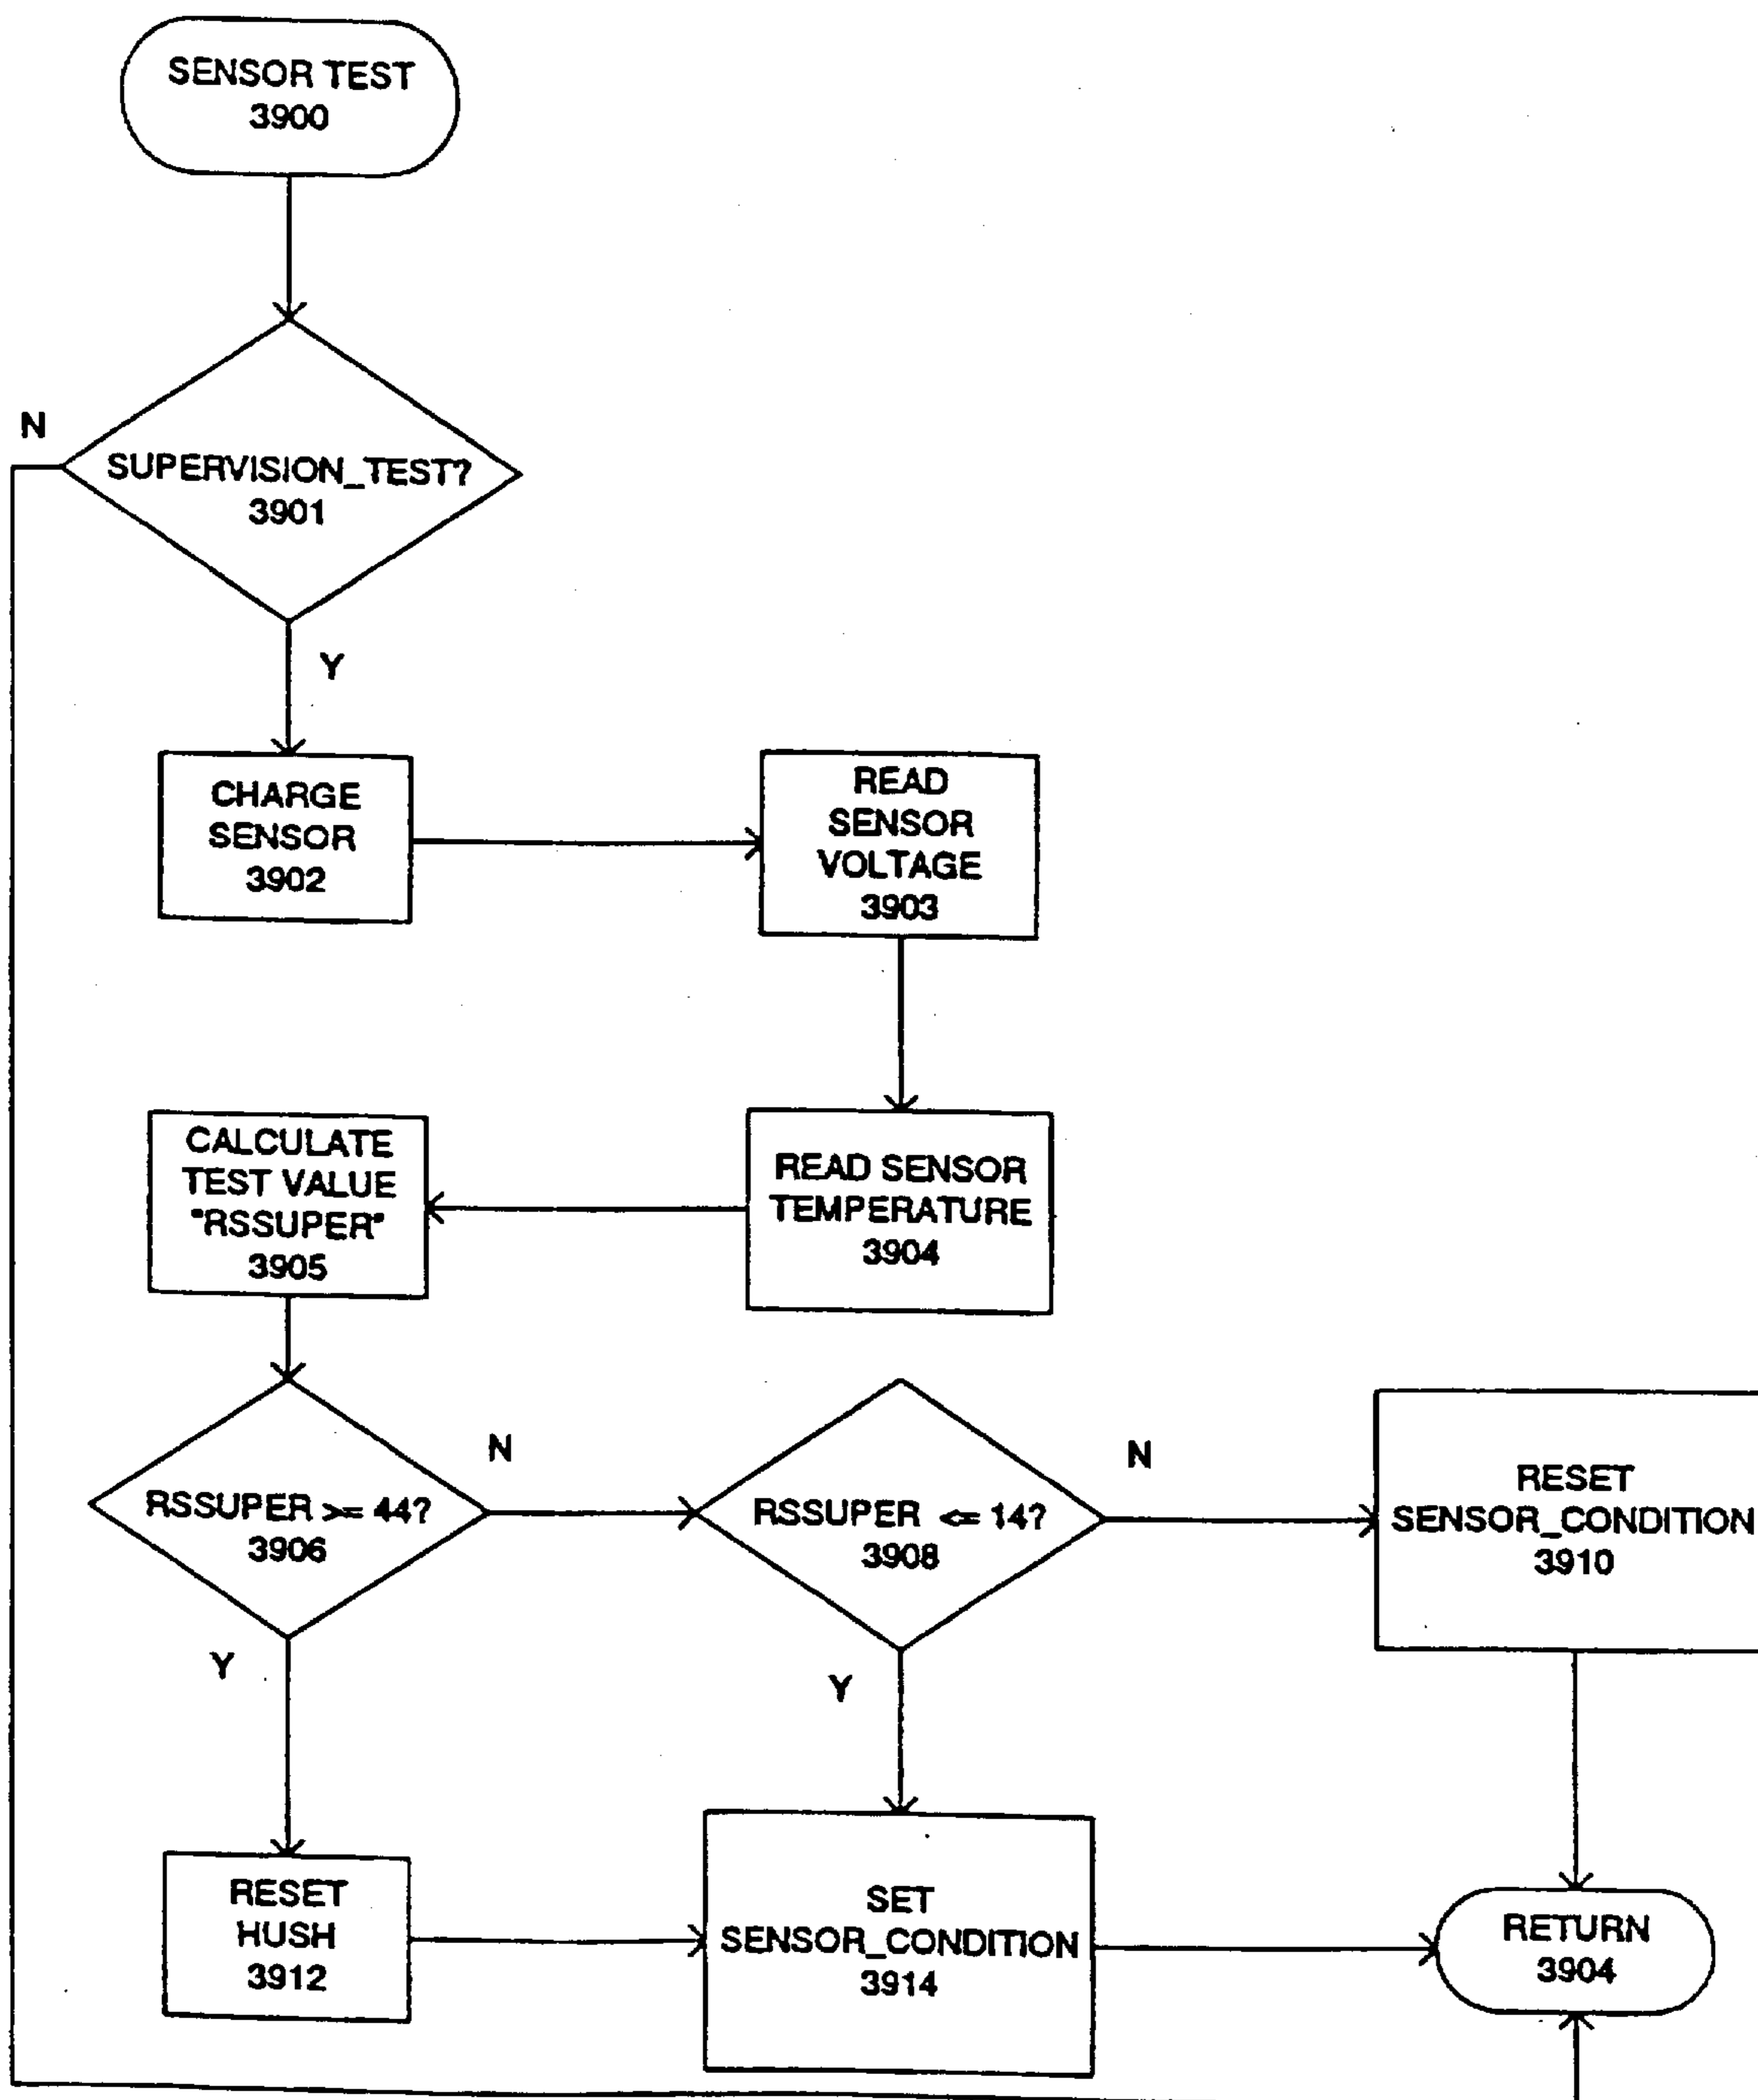 SENSOR TEST
3900
N
SUPERVISION_TEST?
3901
Y
CHARGE
SENSOR
3902
READ
SENSOR
VOLTAGE
3903
CALCULATE
TEST VALUE
"RSSUPER"
3905
READ SENSOR
TEMPERATURE
3904
RSSUPER >= 44?
3906
N
RSSUPER <= 14?
3908
N
RESET
SENSOR_CONDITION
3910
Y
Y
RESET
HUSH
3912
SET
SENSOR_CONDITION
3914
RETURN
3904